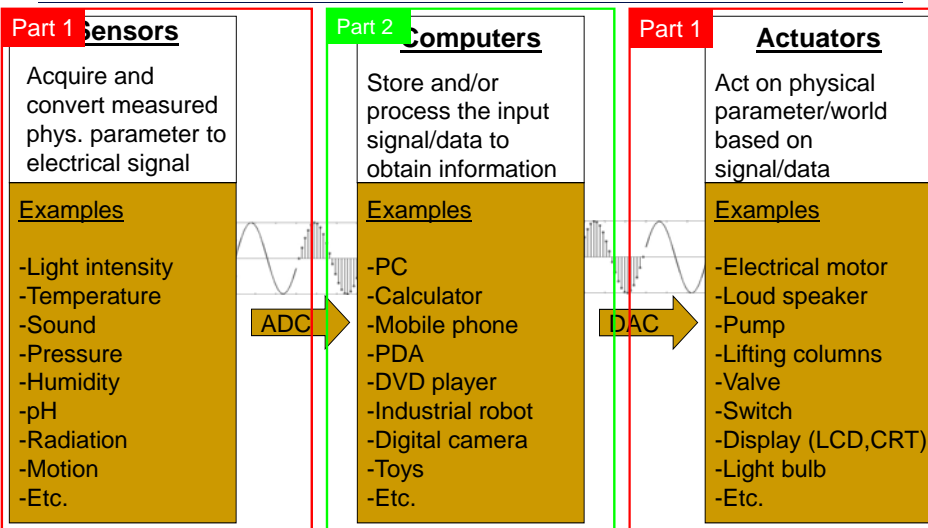 Part 1
Sensors
Acquire and
convert measured
phys. parameter to
electrical signal
Examples
-Light intensity
-Temperature
-Sound
-Pressure
-Humidity
-pH
-Radiation
-Motion
-Etc.
ADC
Part 2
Computers
Store and/or
process the input
signal/data to
obtain information
Examples
-PC
-Calculator
-Mobile phone
-PDA
-DVD player
-Industrial robot
-Digital camera
-Toys
-Etc.
DAC
Part 1
Actuators
Act on physical
parameter/world
based on
signal/data
Examples
-Electrical motor
-Loud speaker
-Pump
-Lifting columns
-Valve
-Switch
-Display (LCD,CRT)
-Light bulb
-Etc.